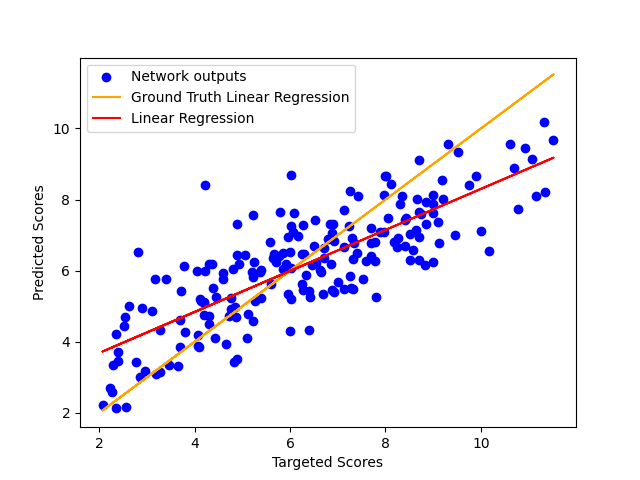 Network outputs
Ground Truth Linear Regression
Linear Regression
10
8
6
4
2
Predicted Scores
2 4 6 8 10
Targeted Scores